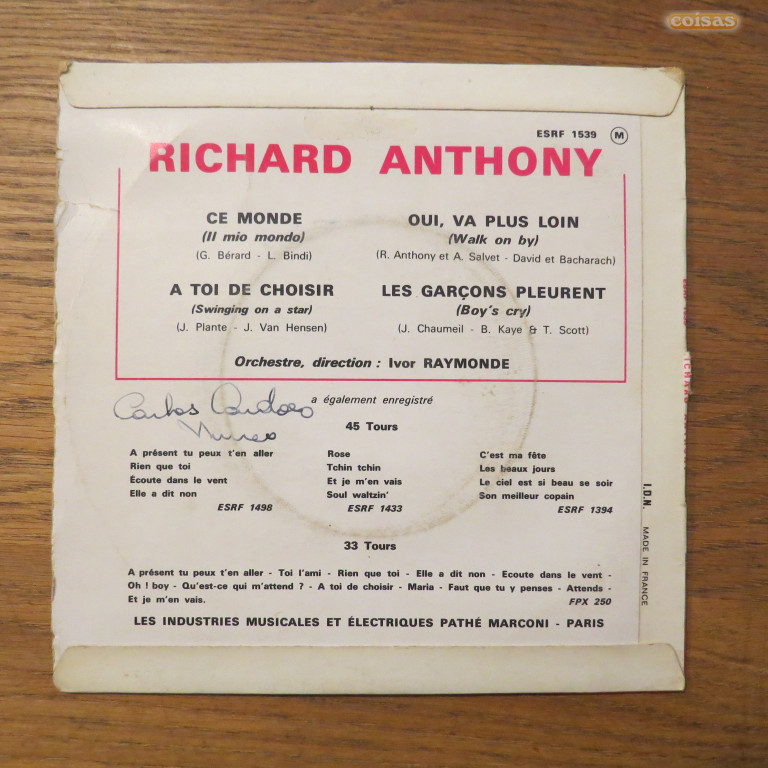 coisas
ESRF 1539 M
RICHARD ANTHONY
CE MONDE
(Il mio mondo)
(G. Bérard - L. Bindi)
OUI, VA PLUS LOIN
(Walk on by)
(R. Anthony et A. Salvet - David et Bacharach)
A TOI DE CHOISIR
(Swinging on a star)
(J. Plante - J. Van Hensen)
LES GARÇONS PLEURENT
(Boy's cry)
(J. Chaumeil - B. Kaye & T. Scott)
Orchestre, direction : Ivor RAYMONDE
Carlos Cardoso
Nunes
a également enregistré
45 Tours
A présent tu peux t'en aller
Rien que toi
Écoute dans le vent
Elle a dit non
ESRF 1498
Rose
Tchin tchin
Et je m'en vais
Soul waltzin'
ESRF 1433
C'est ma fête
Les beaux jours
Le ciel est si beau se soir
Son meilleur copain
ESRF 1394
33 Tours
A présent tu peux t'en aller - Toi l'ami - Rien que toi - Elle a dit non - Ecoute dans le vent -
Oh ! boy - Qu'est-ce qui m'attend ? - A toi de choisir - Maria - Faut que tu y penses - Attends -
Et je m'en vais.
FPX 250
LES INDUSTRIES MUSICALES ET ÉLECTRIQUES PATHÉ MARCONI - PARIS
I.D.N. MADE IN FRANCE